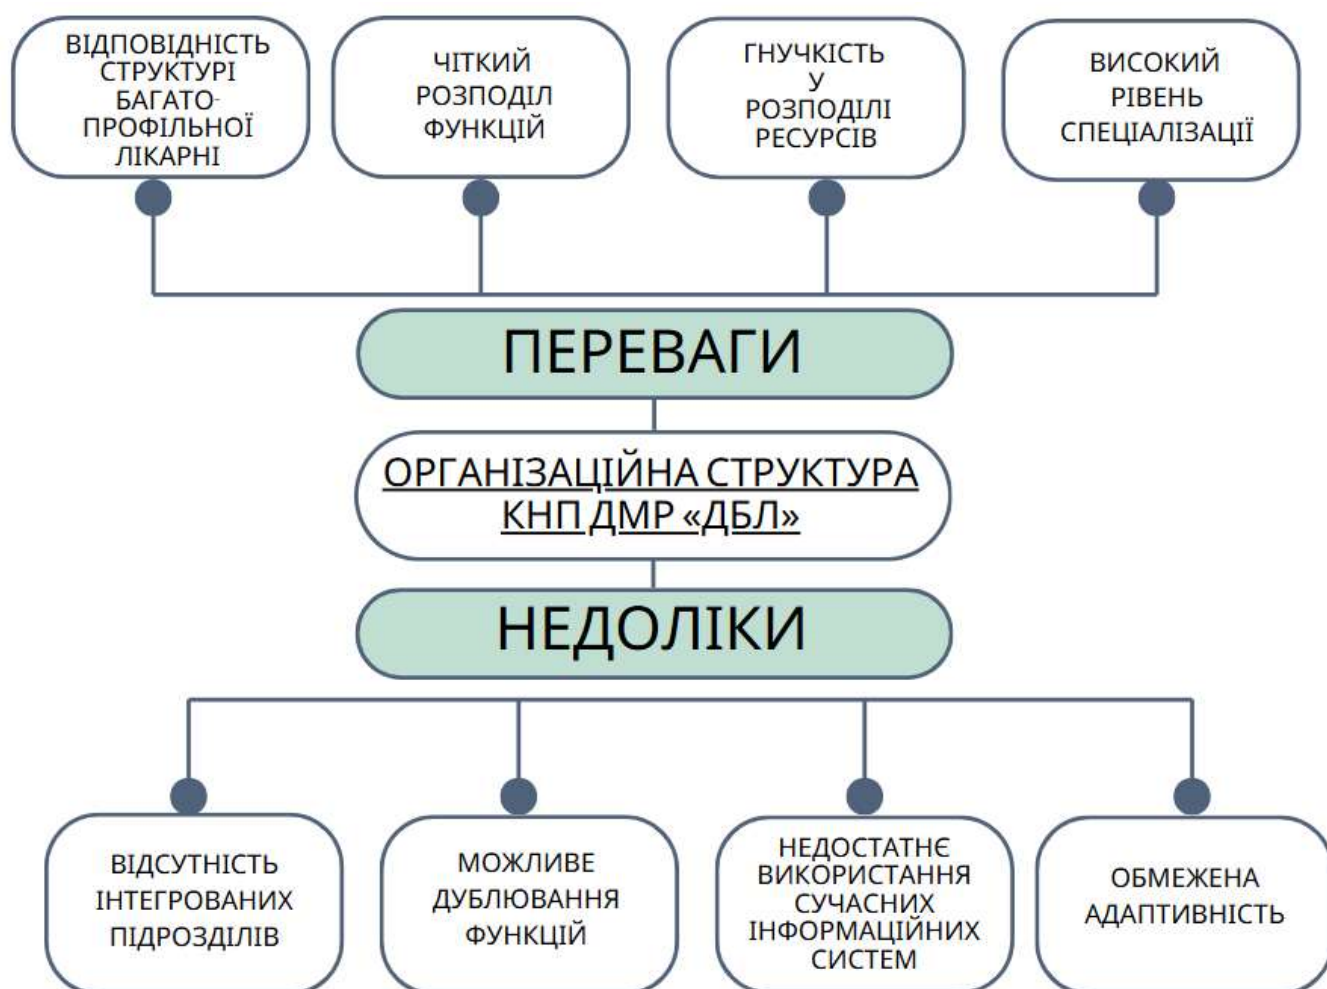 ВІДПОВІДНІСТЬ
СТРУКТУРІ
БАГАТО-
ПРОФІЛЬНОЇ
ЛІКАРНІ
ЧІТКИЙ
РОЗПОДІЛ
ФУНКЦІЙ
ГНУЧКІСТЬ
У
РОЗПОДІЛІ
РЕСУРСІВ
ВИСОКИЙ
РІВЕНЬ
СПЕЦІАЛІЗАЦІЇ
ПЕРЕВАГИ
ОРГАНІЗАЦІЙНА СТРУКТУРА
КНП ДМР «ДБЛ»
НЕДОЛІКИ
ВІДСУТНІСТЬ
ІНТЕГРОВАНИХ
ПІДРОЗДІЛІВ
МОЖЛИВЕ
ДУБЛЮВАННЯ
ФУНКЦІЙ
НЕДОСТАТНЄ
ВИКОРИСТАННЯ
СУЧАСНИХ
ІНФОРМАЦІЙНИХ
СИСТЕМ
ОБМЕЖЕНА
АДАПТИВНІСТЬ